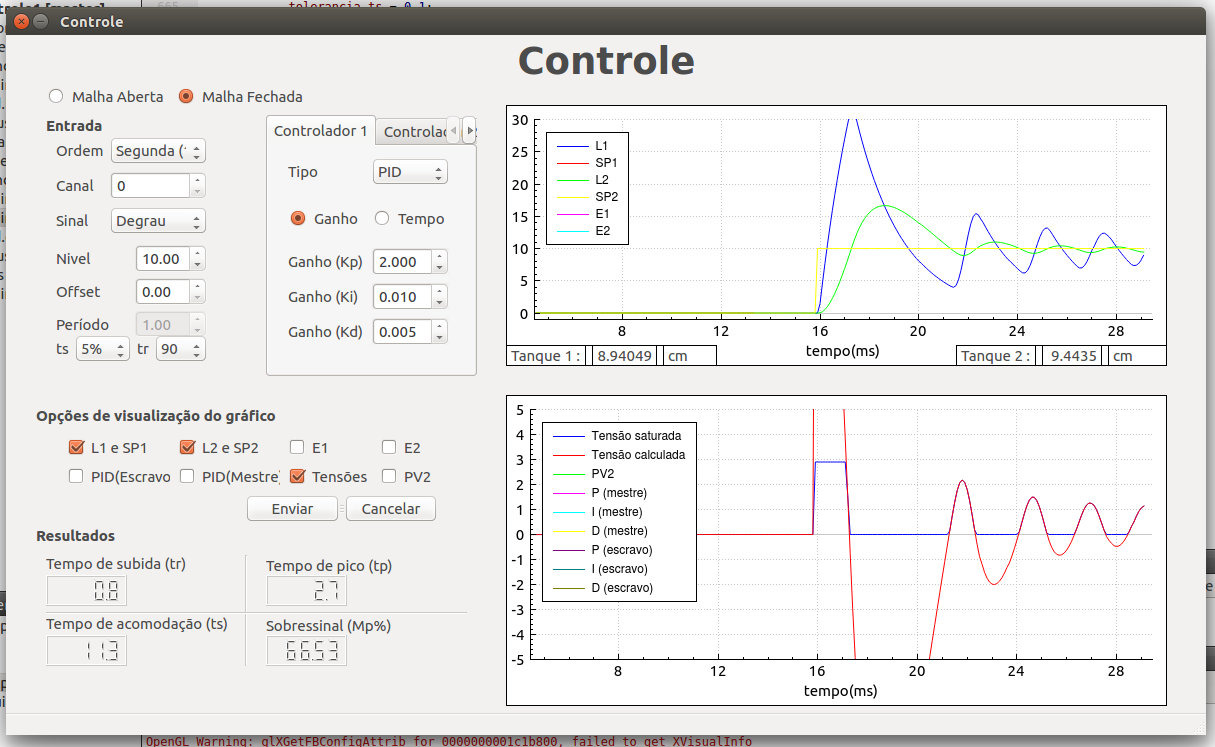 tolerancia_ts = 0.1;
Controle
Controle
Malha Aberta Malha Fechada
Entrada
Ordem Segunda (
Canal 0
Sinal Degrau
Nivel 10.00
Offset 0.00
Período 1.00
ts 5% tr 90
Controlador 1
Tipo PID
Ganho Tempo
Ganho (Kp) 2.000
Ganho (Ki) 0.010
Ganho (Kd) 0.005
30
25
20
15
10
5
0
L1
SP1
L2
SP2
E1
E2
8 12 16 20 24 28
tempo(ms)
Tanque 1 : 8.94049 cm
Tanque 2 : 9.4435 cm
Opções de visualização do gráfico
L1 e SP1 L2 e SP2 E1 E2
PID(Escravo PID(Mestre Tensões PV2
Enviar Cancelar
Resultados
Tempo de subida (tr) Tempo de pico (tp)
0.8 2.7
Tempo de acomodação (ts) Sobressinal (Mp%)
11.3 66.53
5
4
3
2
1
0
-1
-2
-3
-4
-5
Tensão saturada
Tensão calculada
PV2
P (mestre)
I (mestre)
D (mestre)
P (escravo)
I (escravo)
D (escravo)
8 12 16 20 24 28
tempo(ms)
OpenGL Warning: glXGetFBConfigAttrib for 0000000001c1b800, failed to get XVisualInfo